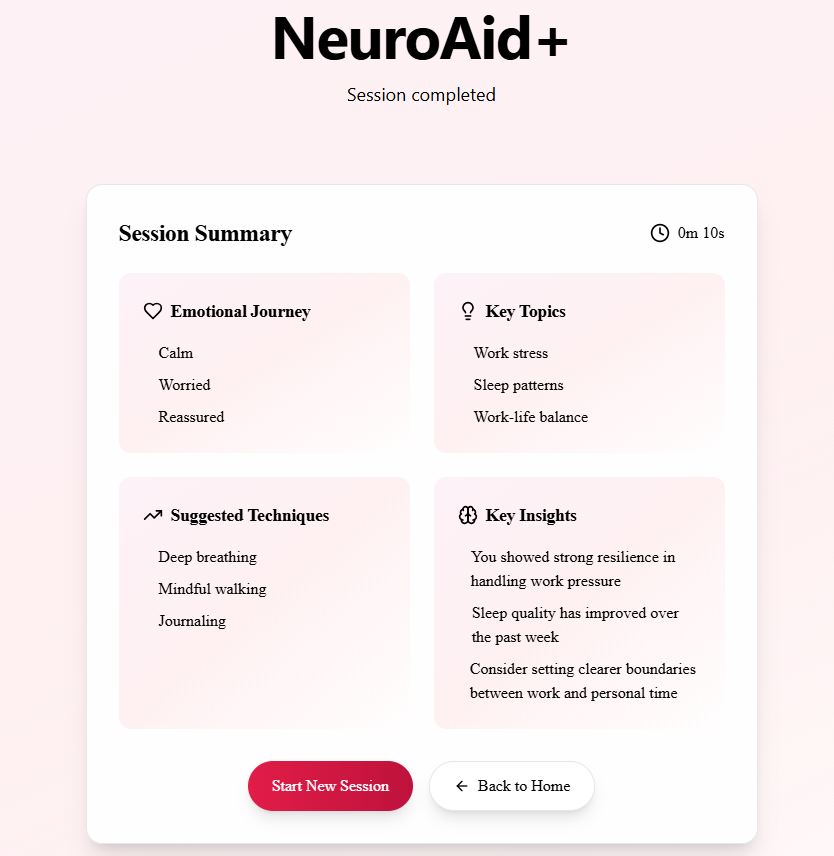 NeuroAid+
Session completed
Session Summary
0m 10s
Emotional Journey
Calm
Worried
Reassured
Key Topics
Work stress
Sleep patterns
Work-life balance
Suggested Techniques
Deep breathing
Mindful walking
Journaling
Key Insights
You showed strong resilience in
handling work pressure
Sleep quality has improved over
the past week
Consider setting clearer boundaries
between work and personal time
Start New Session
Back to Home